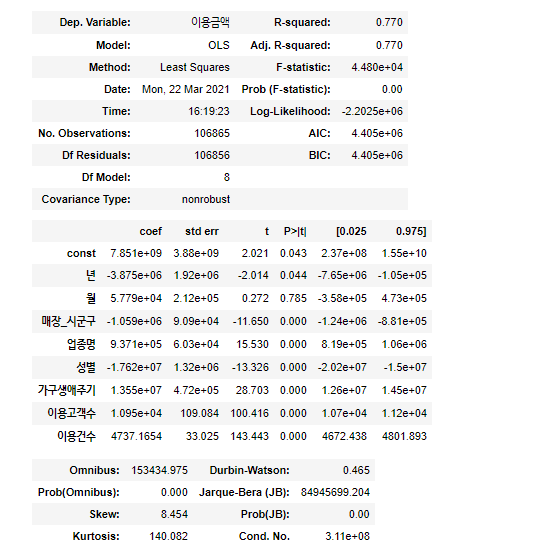 Dep. Variable: 이용금액 R-squared: 0.770
Model: OLS Adj. R-squared: 0.770
Method: Least Squares F-statistic: 4.480e+04
Date: Mon, 22 Mar 2021 Prob (F-statistic): 0.00
Time: 16:19:23 Log-Likelihood: -2.2025e+06
No. Observations: 106865 AIC: 4.405e+06
Df Residuals: 106856 BIC: 4.405e+06
Df Model: 8
Covariance Type: nonrobust
coef std err t P>|t| [0.025 0.975]
const 7.851e+09 3.88e+09 2.021 0.043 2.37e+08 1.55e+10
년 -3.875e+06 1.92e+06 -2.014 0.044 -7.65e+06 -1.05e+05
월 5.779e+04 2.12e+05 0.272 0.785 -3.58e+05 4.73e+05
매장_시군구 -1.059e+06 9.09e+04 -11.650 0.000 -1.24e+06 -8.81e+05
업종명 9.371e+05 6.03e+04 15.530 0.000 8.19e+05 1.06e+06
성별 -1.762e+07 1.32e+06 -13.326 0.000 -2.02e+07 -1.5e+07
가구생애주기 1.355e+07 4.72e+05 28.703 0.000 1.26e+07 1.45e+07
이용고객수 1.095e+04 109.084 100.416 0.000 1.07e+04 1.12e+04
이용건수 4737.1654 33.025 143.443 0.000 4672.438 4801.893
Omnibus: 153434.975 Durbin-Watson: 0.465
Prob(Omnibus): 0.000 Jarque-Bera (JB): 84945699.204
Skew: 8.454 Prob(JB): 0.00
Kurtosis: 140.082 Cond. No. 3.11e+08